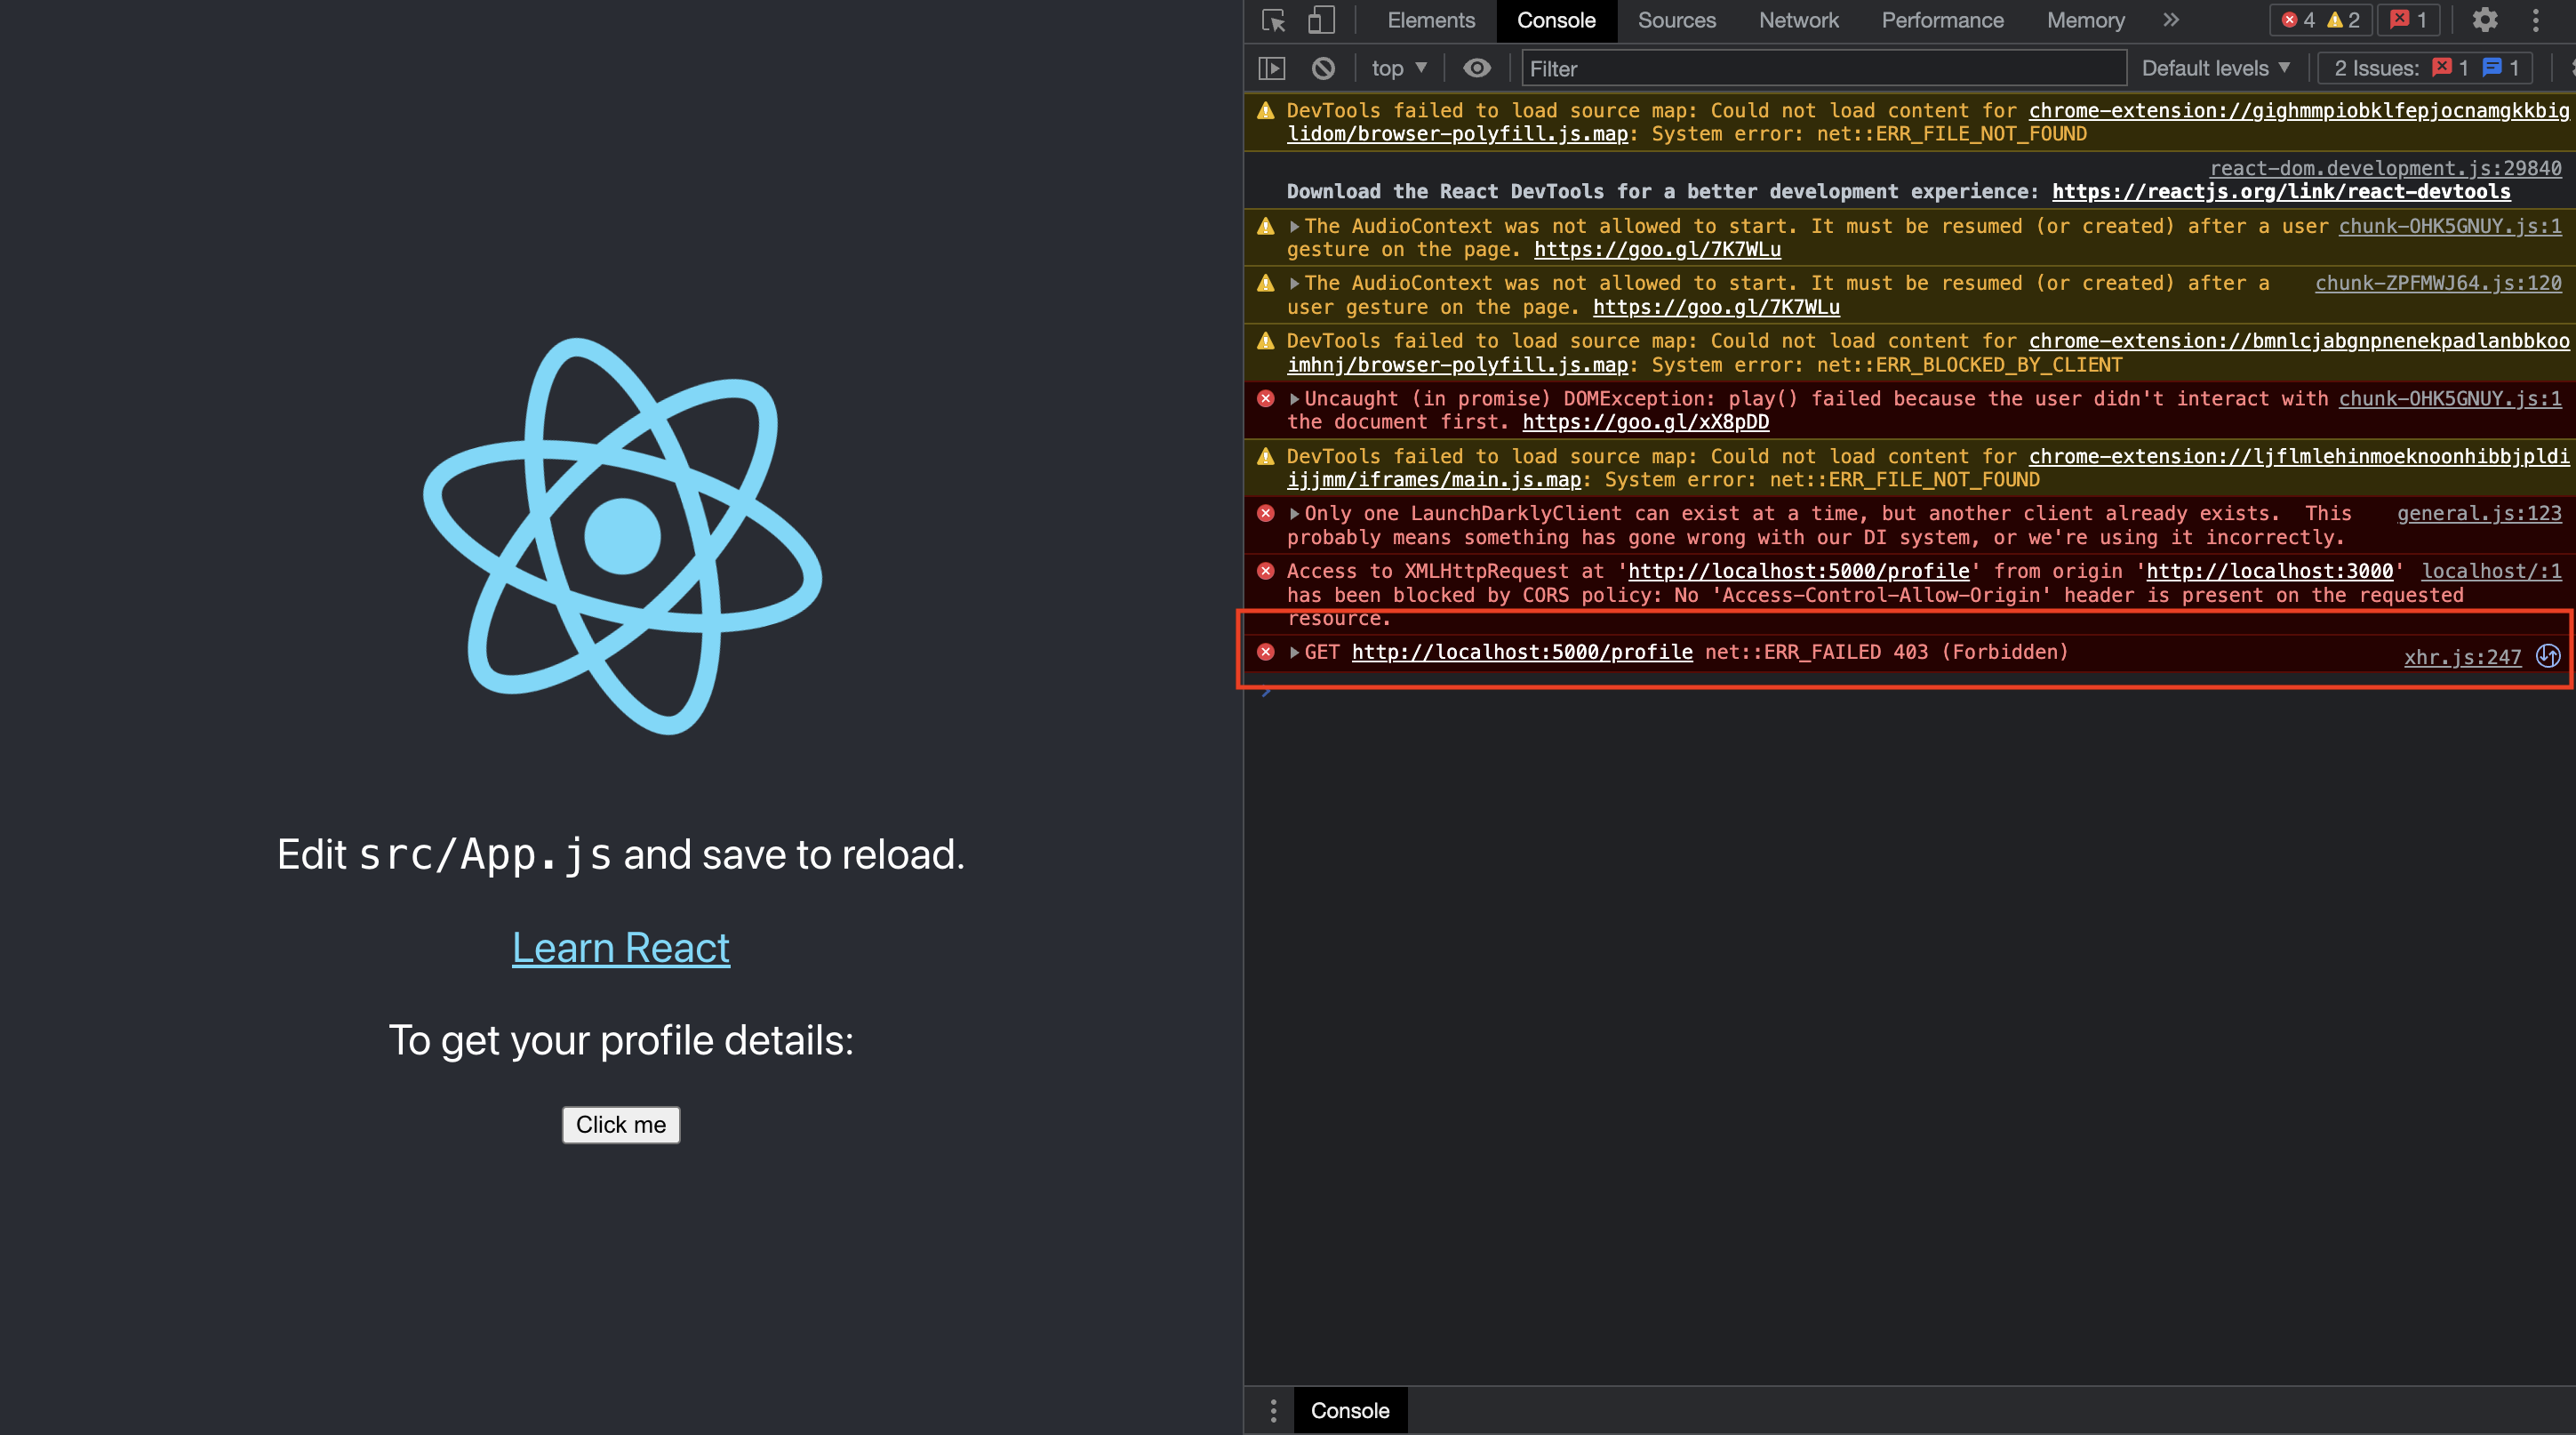 Elements Console Sources Network Performance Memory » 4 2 1
top ▼ Filter Default levels ▼ 2 Issues: 1 1
DevTools failed to load source map: Could not load content for chrome-extension://gighmmpiobklfepjocnamgkkbig
lidom/browser-polyfill.js.map: System error: net::ERR_FILE_NOT_FOUND
react-dom.development.js:29840
Download the React DevTools for a better development experience: https://reactjs.org/link/react-devtools
The AudioContext was not allowed to start. It must be resumed (or created) after a user chunk-OHK5GNUY.js:1
gesture on the page. https://goo.gl/7K7WLu
The AudioContext was not allowed to start. It must be resumed (or created) after a chunk-ZPFMWJ64.js:120
user gesture on the page. https://goo.gl/7K7WLu
DevTools failed to load source map: Could not load content for chrome-extension://bmnlcjabgnpnenekpadlanbbkoo
imhnj/browser-polyfill.js.map: System error: net::ERR_BLOCKED_BY_CLIENT
Uncaught (in promise) DOMException: play() failed because the user didn't interact with chunk-OHK5GNUY.js:1
the document first. https://goo.gl/xX8pDD
DevTools failed to load source map: Could not load content for chrome-extension://ljflmlehinmoeknoonhibbjpldi
ijjmm/iframes/main.js.map: System error: net::ERR_FILE_NOT_FOUND
Only one LaunchDarklyClient can exist at a time, but another client already exists.  This general.js:123
probably means something has gone wrong with our DI system, or we're using it incorrectly.
Access to XMLHttpRequest at 'http://localhost:5000/profile' from origin 'http://localhost:3000' localhost/:1
has been blocked by CORS policy: No 'Access-Control-Allow-Origin' header is present on the requested
resource.
GET http://localhost:5000/profile net::ERR_FAILED 403 (Forbidden) xhr.js:247
Edit src/App.js and save to reload.
Learn React
To get your profile details:
Click me
Console